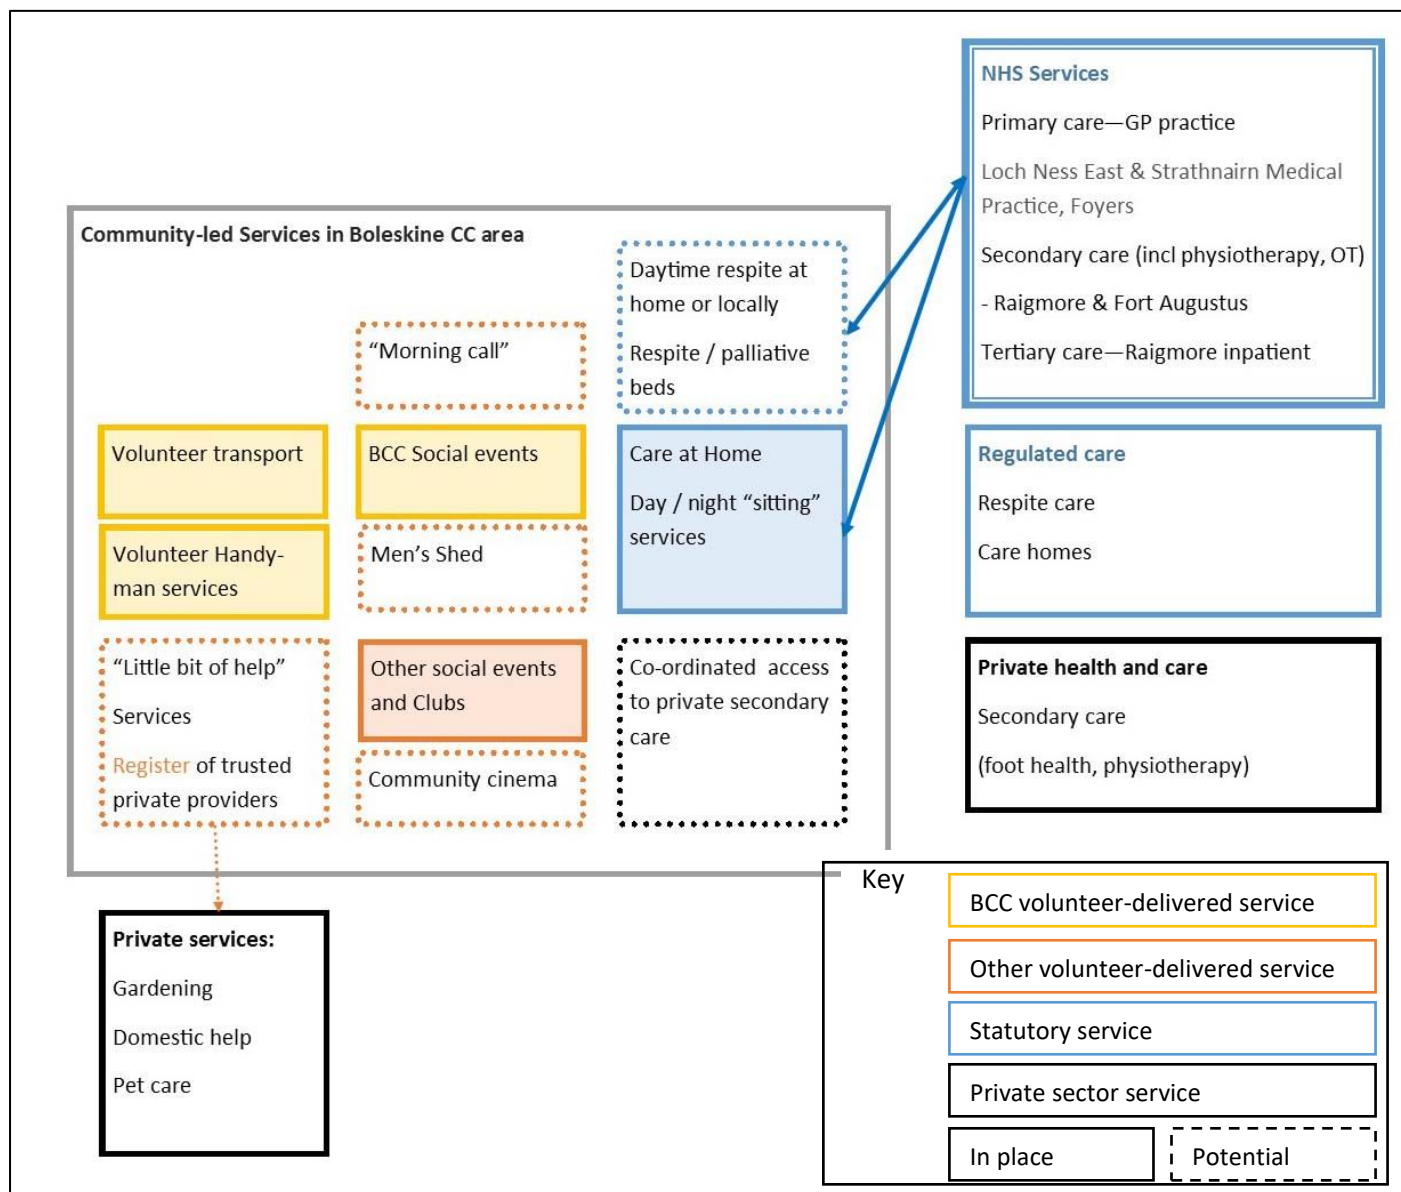 Community-led Services in Boleskine CC area
“Morning call”
Daytime respite at
home or locally
Respite / palliative
beds
Volunteer transport
BCC Social events
Care at Home
Day / night “sitting”
services
Volunteer Handy-
man services
Men’s Shed
“Little bit of help”
Services
Register of trusted
private providers
Other social events
and Clubs
Community cinema
Co-ordinated access
to private secondary
care
NHS Services
Primary care—GP practice
Loch Ness East & Strathnairn Medical
Practice, Foyers
Secondary care (incl physiotherapy, OT)
- Raigmore & Fort Augustus
Tertiary care—Raigmore inpatient
Regulated care
Respite care
Care homes
Private health and care
Secondary care
(foot health, physiotherapy)
Private services:
Gardening
Domestic help
Pet care
Key
BCC volunteer-delivered service
Other volunteer-delivered service
Statutory service
Private sector service
In place
Potential